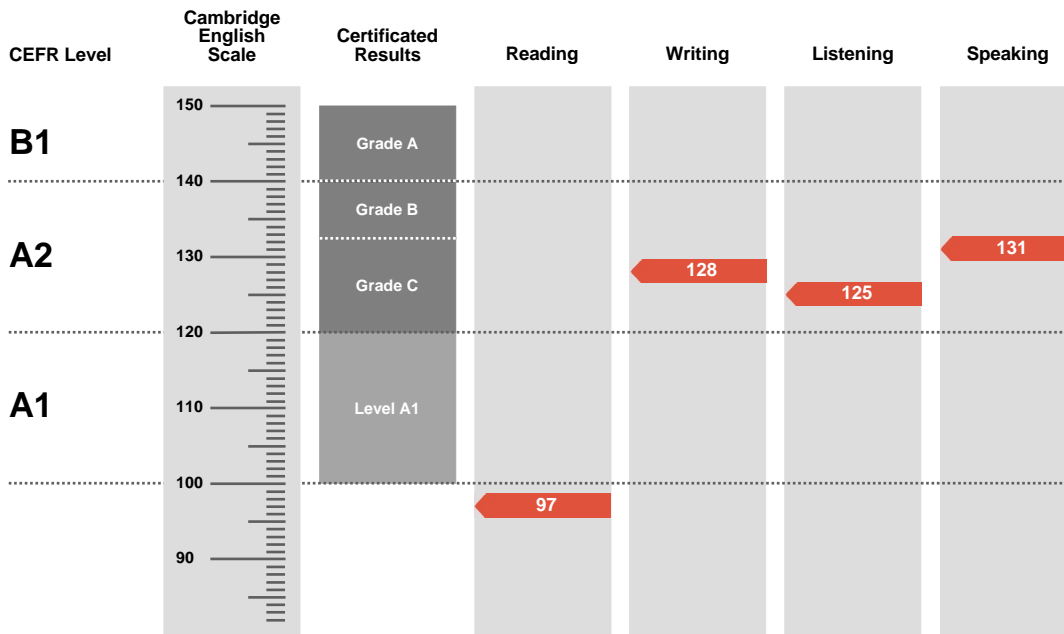 CEFR Level
Cambridge
English
Scale
Certificated
Results
Reading
Writing
Listening
Speaking
150
B1
Grade A
140
Grade B
A2
130
131
128
Grade C
125
120
A1
110
Level A1
100
97
90